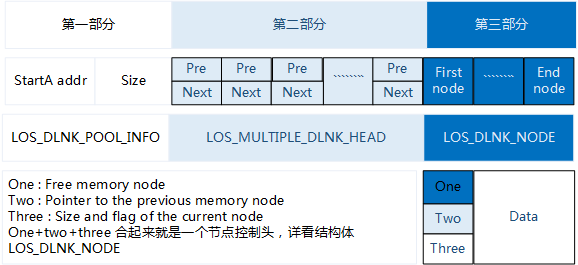 第一部分 第二部分 第三部分
StartA addr Size Pre Pre Pre Pre First node End node
Next Next Next Next
LOS_DLNK_POOL_INFO LOS_MULTIPLE_DLNK_HEAD LOS_DLNK_NODE
One : Free memory node
Two : Pointer to the previous memory node
Three : Size and flag of the current node
One+two+three 合起来就是一个节点控制头，详看结构体
LOS_DLNK_NODE
One
Two
Three
Data